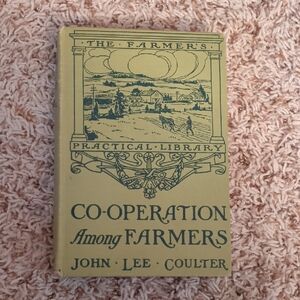 THE · FARMER'S
PRACTICAL · LIBRARY
CO-OPERATION
Among FARMERS
JOHN · LEE · COULTER